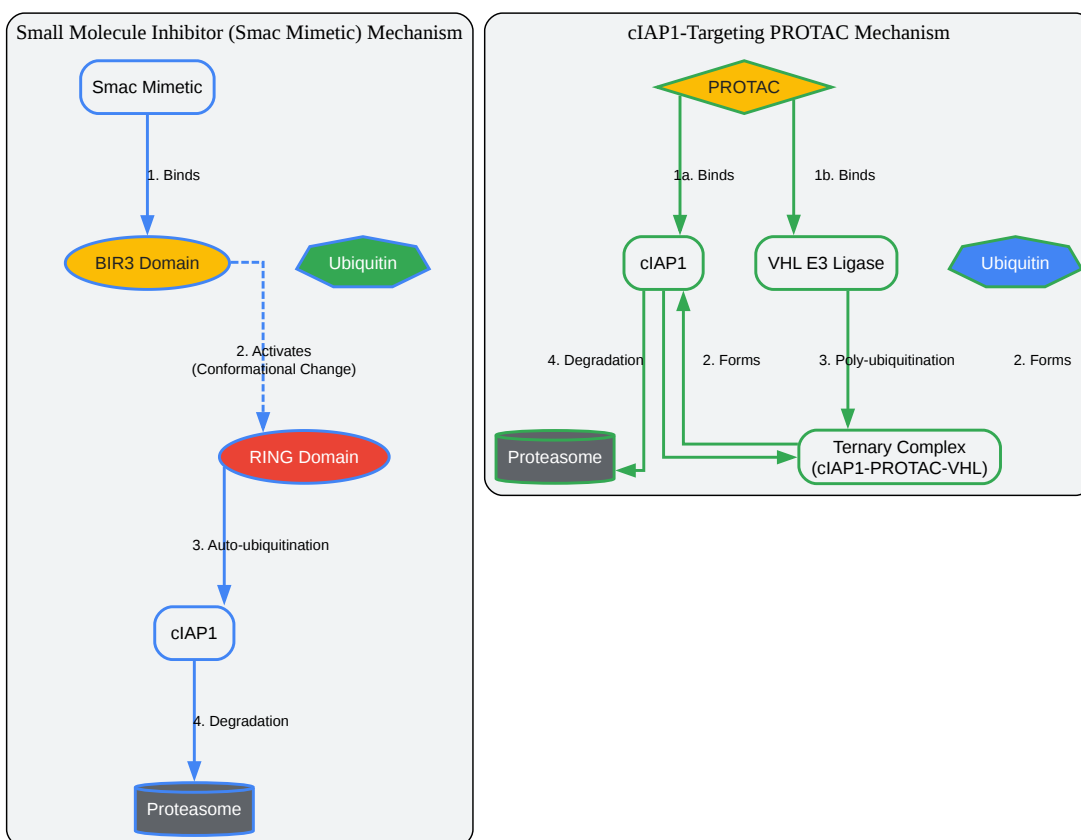 Small Molecule Inhibitor (Smac Mimetic) Mechanism
Smac Mimetic
1. Binds
BIR3 Domain
Ubiquitin
2. Activates
(Conformational Change)
RING Domain
3. Auto-ubiquitination
cIAP1
4. Degradation
Proteasome
cIAP1-Targeting PROTAC Mechanism
PROTAC
1a. Binds
1b. Binds
cIAP1
VHL E3 Ligase
Ubiquitin
4. Degradation
2. Forms
3. Poly-ubiquitination
2. Forms
Proteasome
Ternary Complex
(cIAP1-PROTAC-VHL)